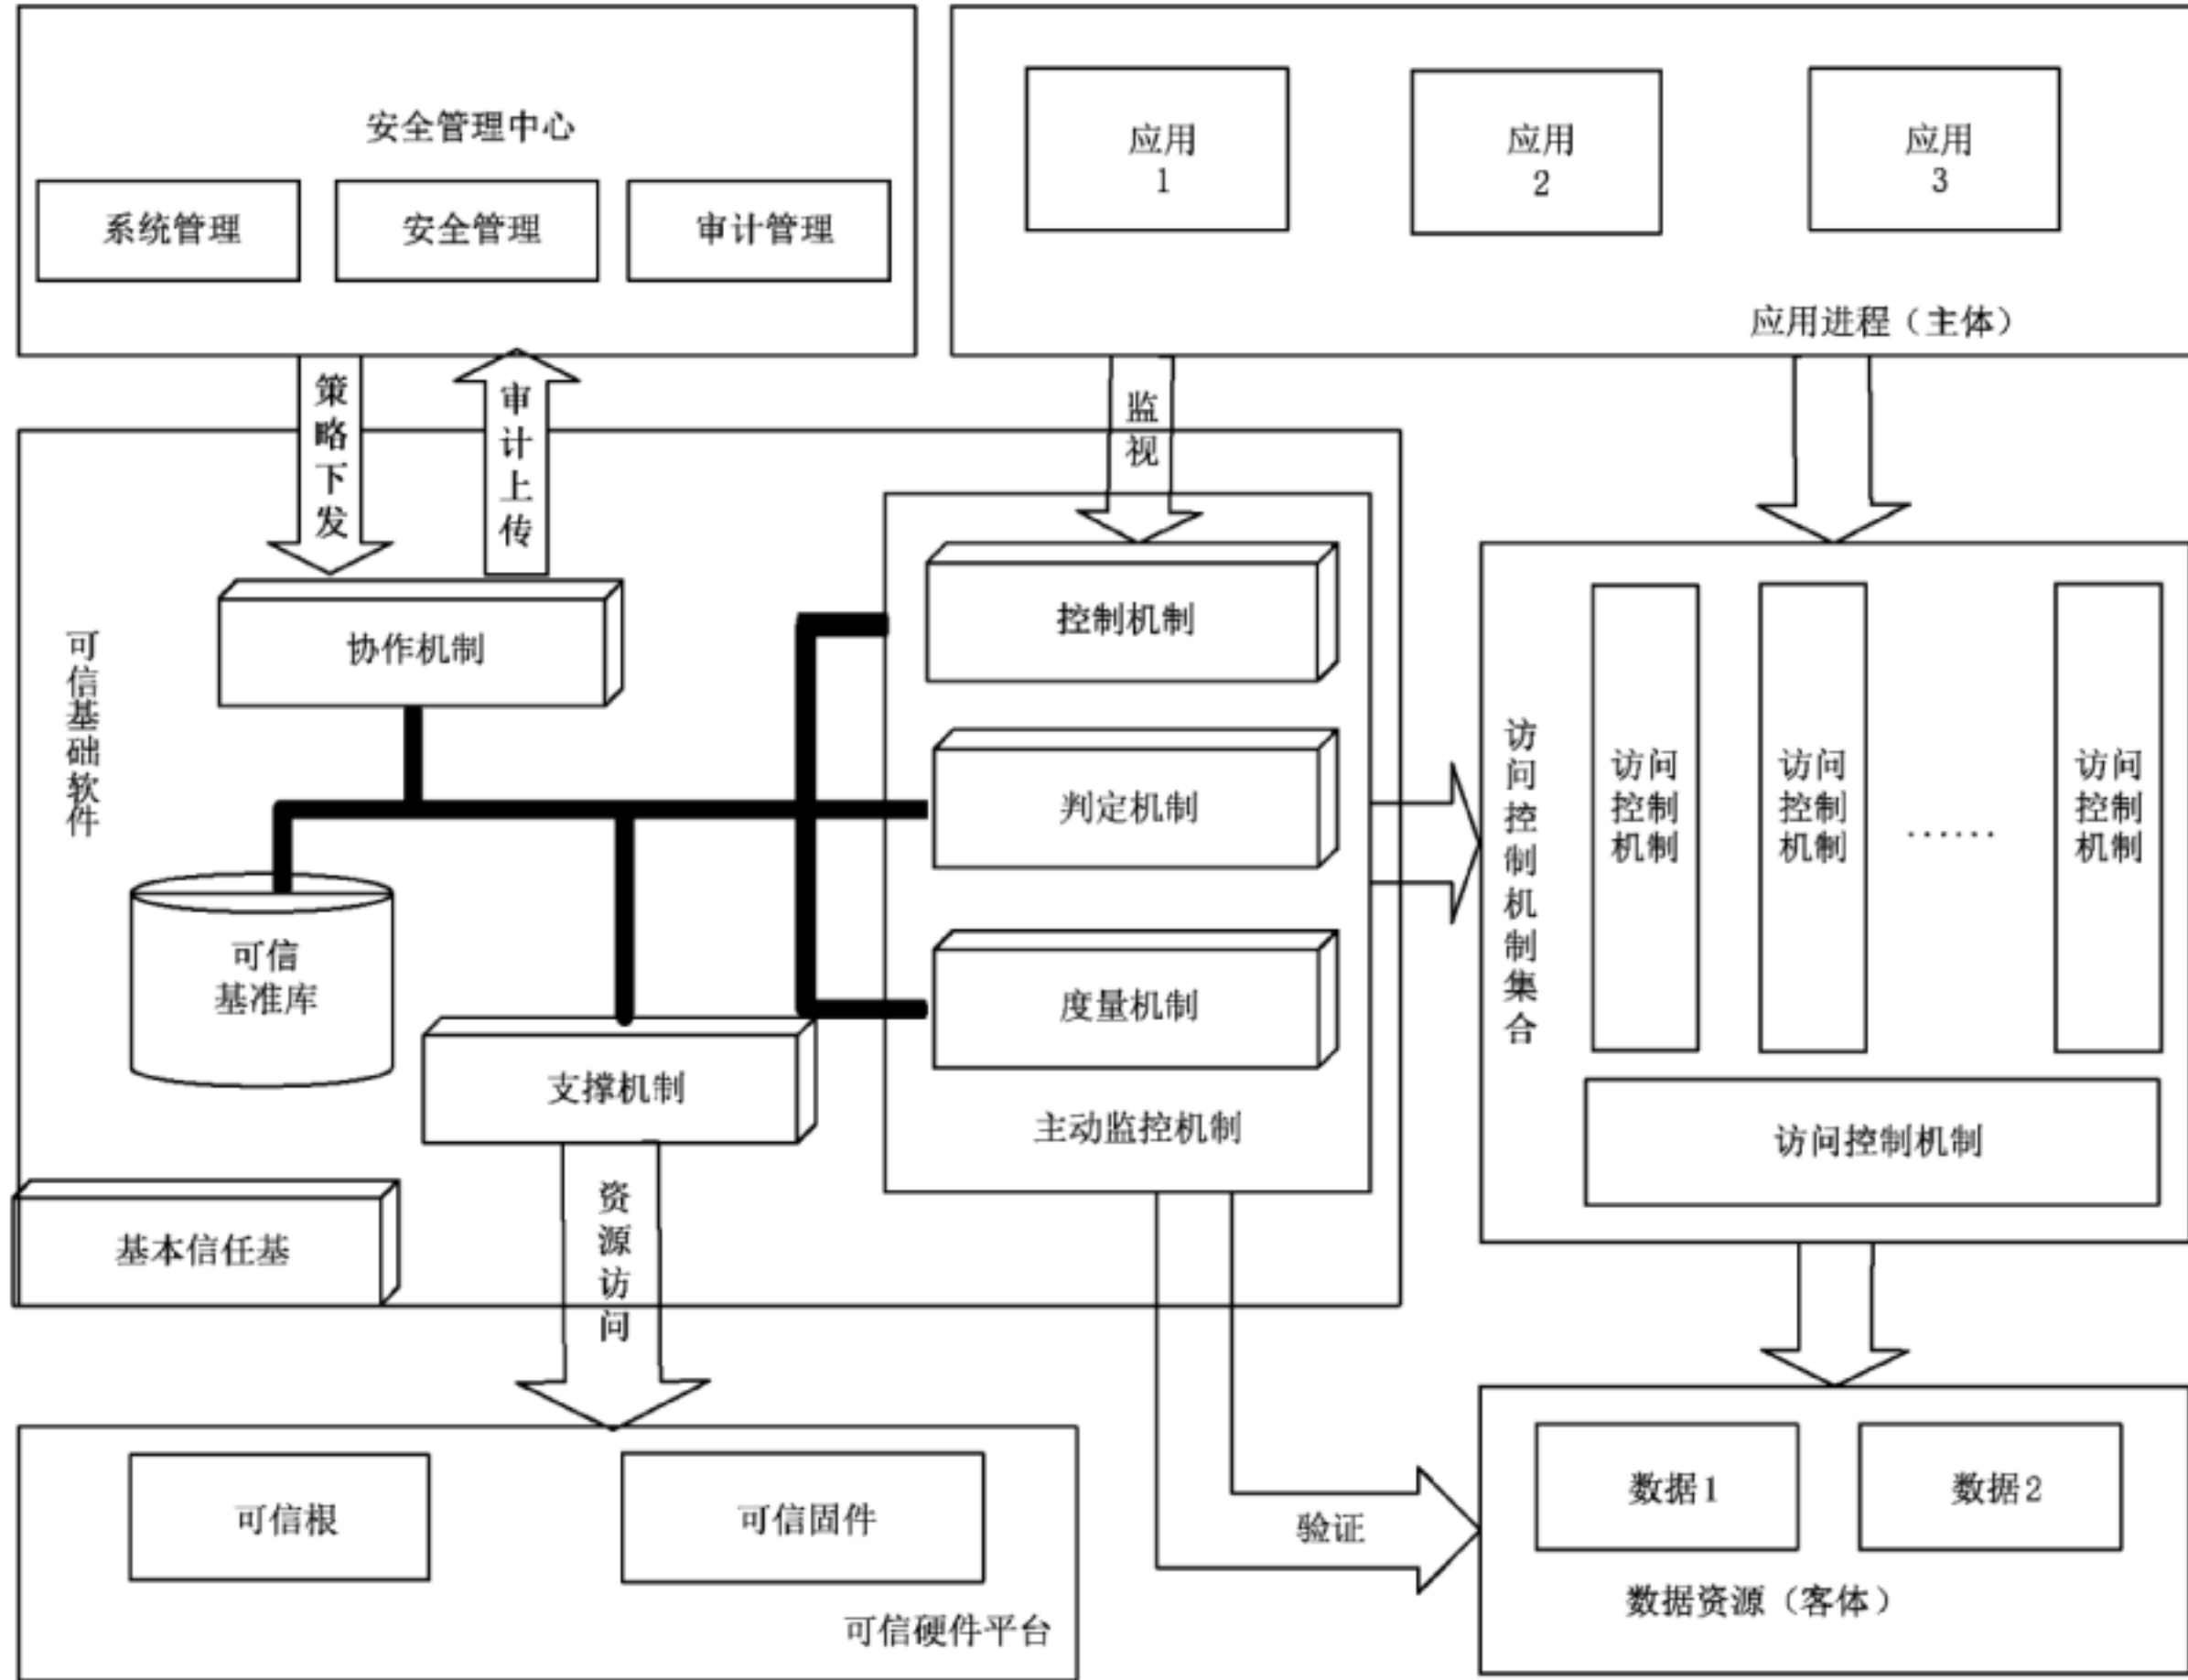 安全管理中心
系统管理
安全管理
审计管理
应用
1
应用
2
应用
3
应用进程（主体）
策略下发
审计上传
监视
可信基础软件
协作机制
可信
基准库
支撑机制
基本信任基
控制机制
判定机制
度量机制
主动监控机制
访问控制机制集合
访问
控制
机制
访问
控制
机制
……
访问
控制
机制
访问控制机制
资源访问
验证
可信根
可信固件
可信硬件平台
数据1
数据2
数据资源（客体）